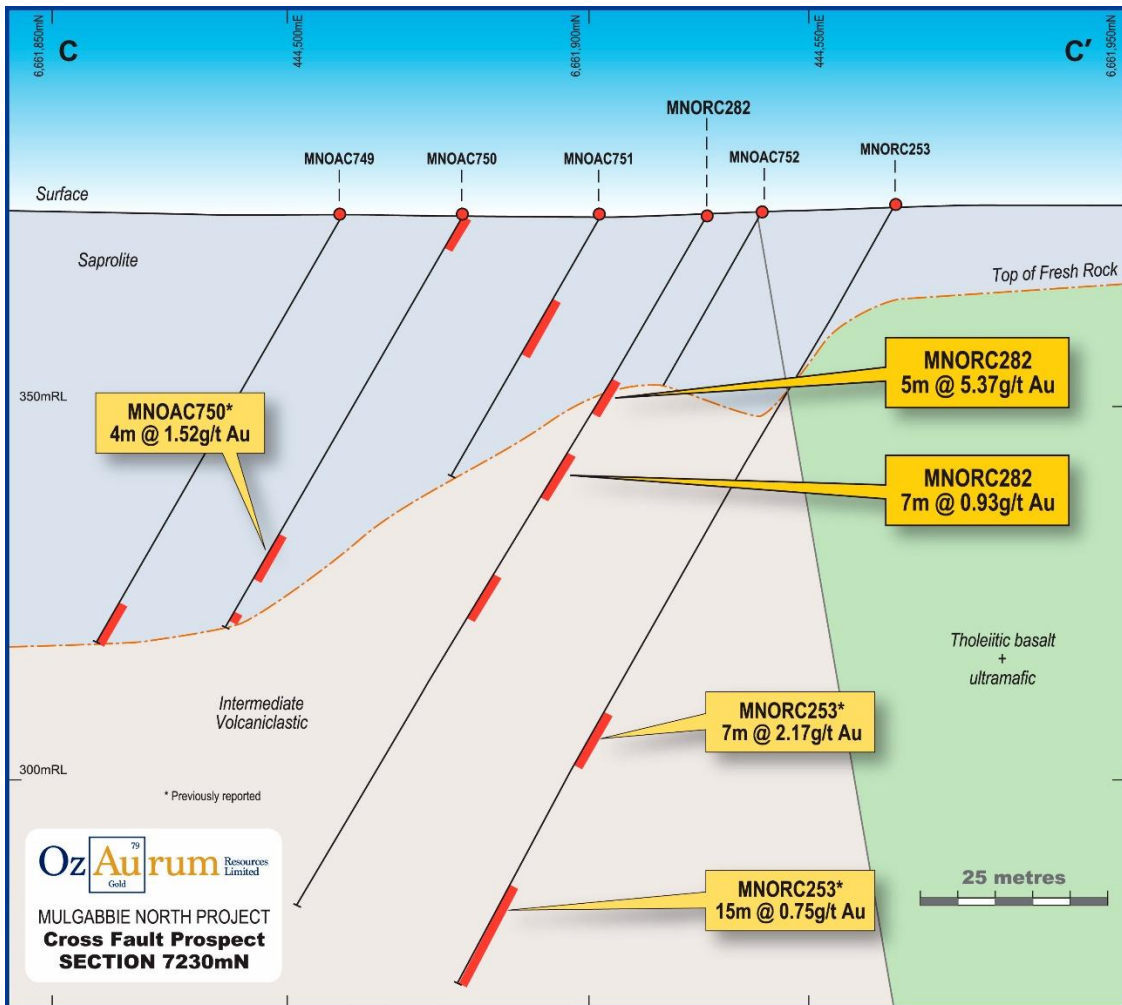 6,661,850mN
C
444,500mE
6,661,900mN
444,550mE
C′
6,661,950mN
MNORC282
MNOAC749
MNOAC750
MNOAC751
MNOAC752
MNORC253
Surface
Saprolite
Top of Fresh Rock
MNORC282
5m @ 5.37g/t Au
350mRL
MNOAC750*
4m @ 1.52g/t Au
MNORC282
7m @ 0.93g/t Au
Tholeiitic basalt
+
ultramafic
Intermediate
Volcaniclastic
MNORC253*
7m @ 2.17g/t Au
300mRL
* Previously reported
79
Oz Au rum Resources
Limited
Gold
MULGABBIE NORTH PROJECT
Cross Fault Prospect
SECTION 7230mN
MNORC253*
15m @ 0.75g/t Au
25 metres